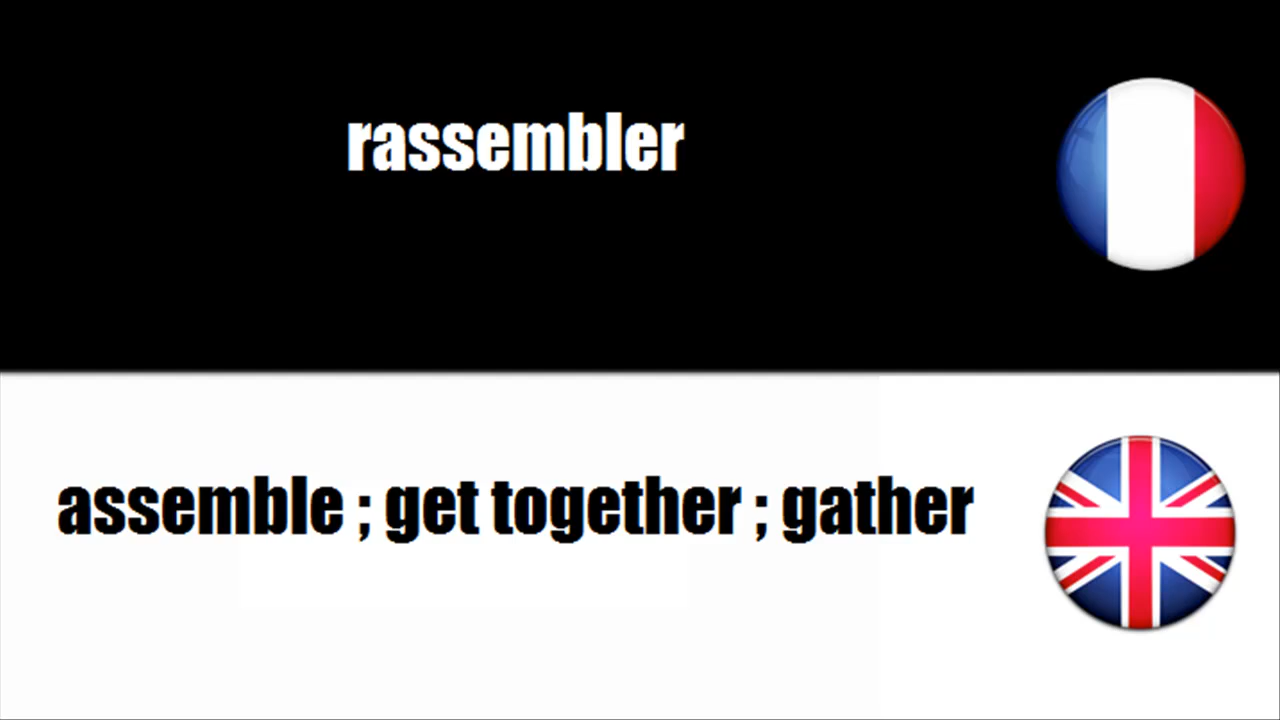 rassembler
assemble ; get together ; gather